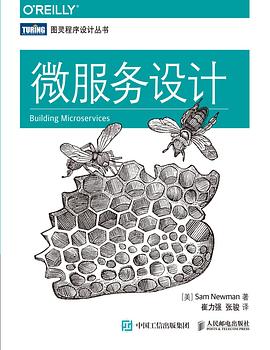 O'REILLY®
TURING 图灵程序设计丛书
微服务设计
Building Microservices
[美] Sam Newman 著
崔力强 张骏 译
中国工信出版集团 人民邮电出版社
POSTS & TELECOM PRESS